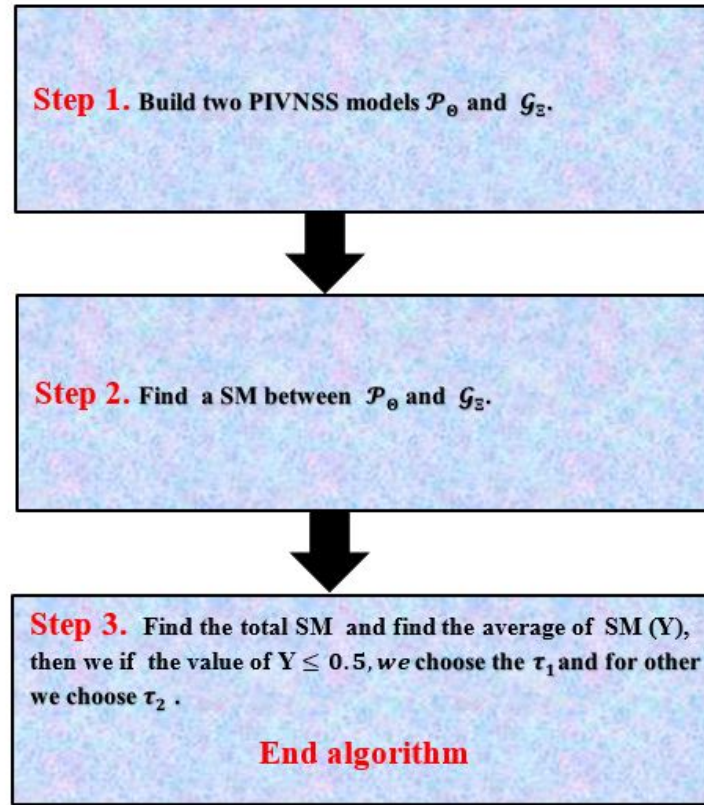 Step 1. Build two PIVNSS models 𝒫_Θ and 𝒢_Ξ.
Step 2. Find a SM between 𝒫_Θ and 𝒢_Ξ.
Step 3. Find the total SM and find the average of SM (Y),
then we if the value of Y ≤ 0.5, we choose the τ₁ and for other
we choose τ₂ .
End algorithm